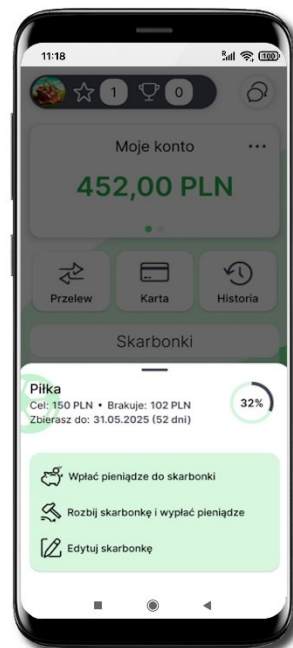 11:18
R
100
1
0
Moje konto
452,00 PLN
Przelew
Karta
Historia
Skarbonki
Piłka
Cel: 150 PLN • Brakuje: 102 PLN
Zbierasz do: 31.05.2025 (52 dni)
32%
Wpłać pieniądze do skarbonki
Rozbij skarbonkę i wypłać pieniądze
Edytuj skarbonkę